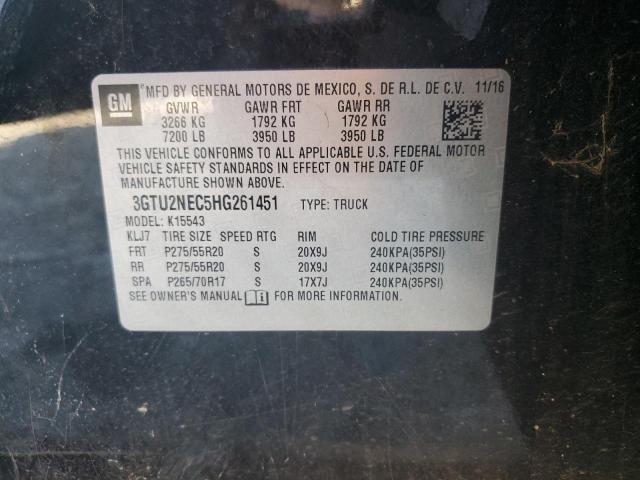 GM ®MFD BY GENERAL MOTORS DE MEXICO, S. DE R.L. DE C.V. 11/16
GVWR GAWR FRT GAWR RR
3266 KG 1792 KG 1792 KG
7200 LB 3950 LB 3950 LB
THIS VEHICLE CONFORMS TO ALL APPLICABLE U.S. FEDERAL MOTOR
VEHICLE SAFETY STANDARDS IN EFFECT ON THE DATE OF
MANUFACTURE SHOWN ABOVE.
3GTU2NEC5HG261451 TYPE: TRUCK
MODEL: K15543
KLJ7 TIRE SIZE SPEED RTG RIM COLD TIRE PRESSURE
FRT P275/55R20 S 20X9J 240KPA(35PSI)
RR P275/55R20 S 20X9J 240KPA(35PSI)
SPA P265/70R17 S 17X7J 240KPA(35PSI)
SEE OWNER'S MANUAL FOR MORE INFORMATION.